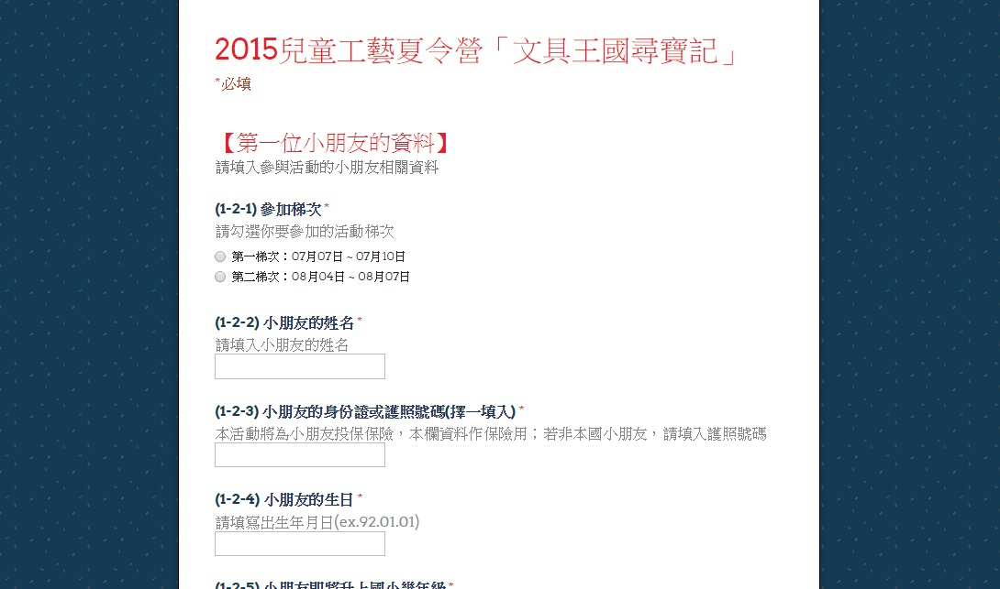 2015兒童工藝夏令營「文具王國尋寶記」
*必填
【第一位小朋友的資料】
請填入參與活動的小朋友相關資料
(1-2-1) 參加梯次 *
請勾選你要參加的活動梯次
第一梯次：07月07日 ~ 07月10日
第二梯次：08月04日 ~ 08月07日
(1-2-2) 小朋友的姓名 *
請填入小朋友的姓名
(1-2-3) 小朋友的身份證或護照號碼(擇一填入) *
本活動將為小朋友投保保險，本欄資料作保險用；若非本國小朋友，請填入護照號碼
(1-2-4) 小朋友的生日 *
請填寫出生年月日(ex.92.01.01)
(1-2-5) 小朋友即將升上國小幾年級 *